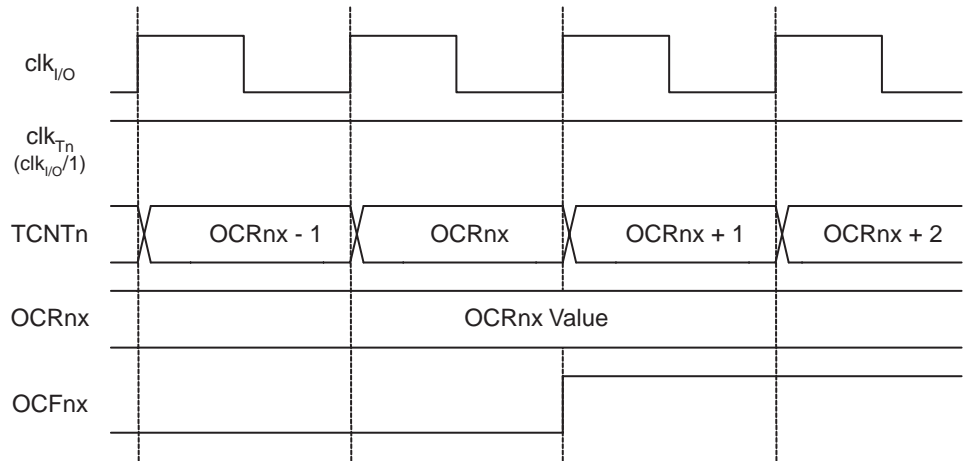 clkI/O
clkTn
(clkI/O/1)
TCNTn OCRnx - 1 OCRnx OCRnx + 1 OCRnx + 2
OCRnx OCRnx Value
OCFnx